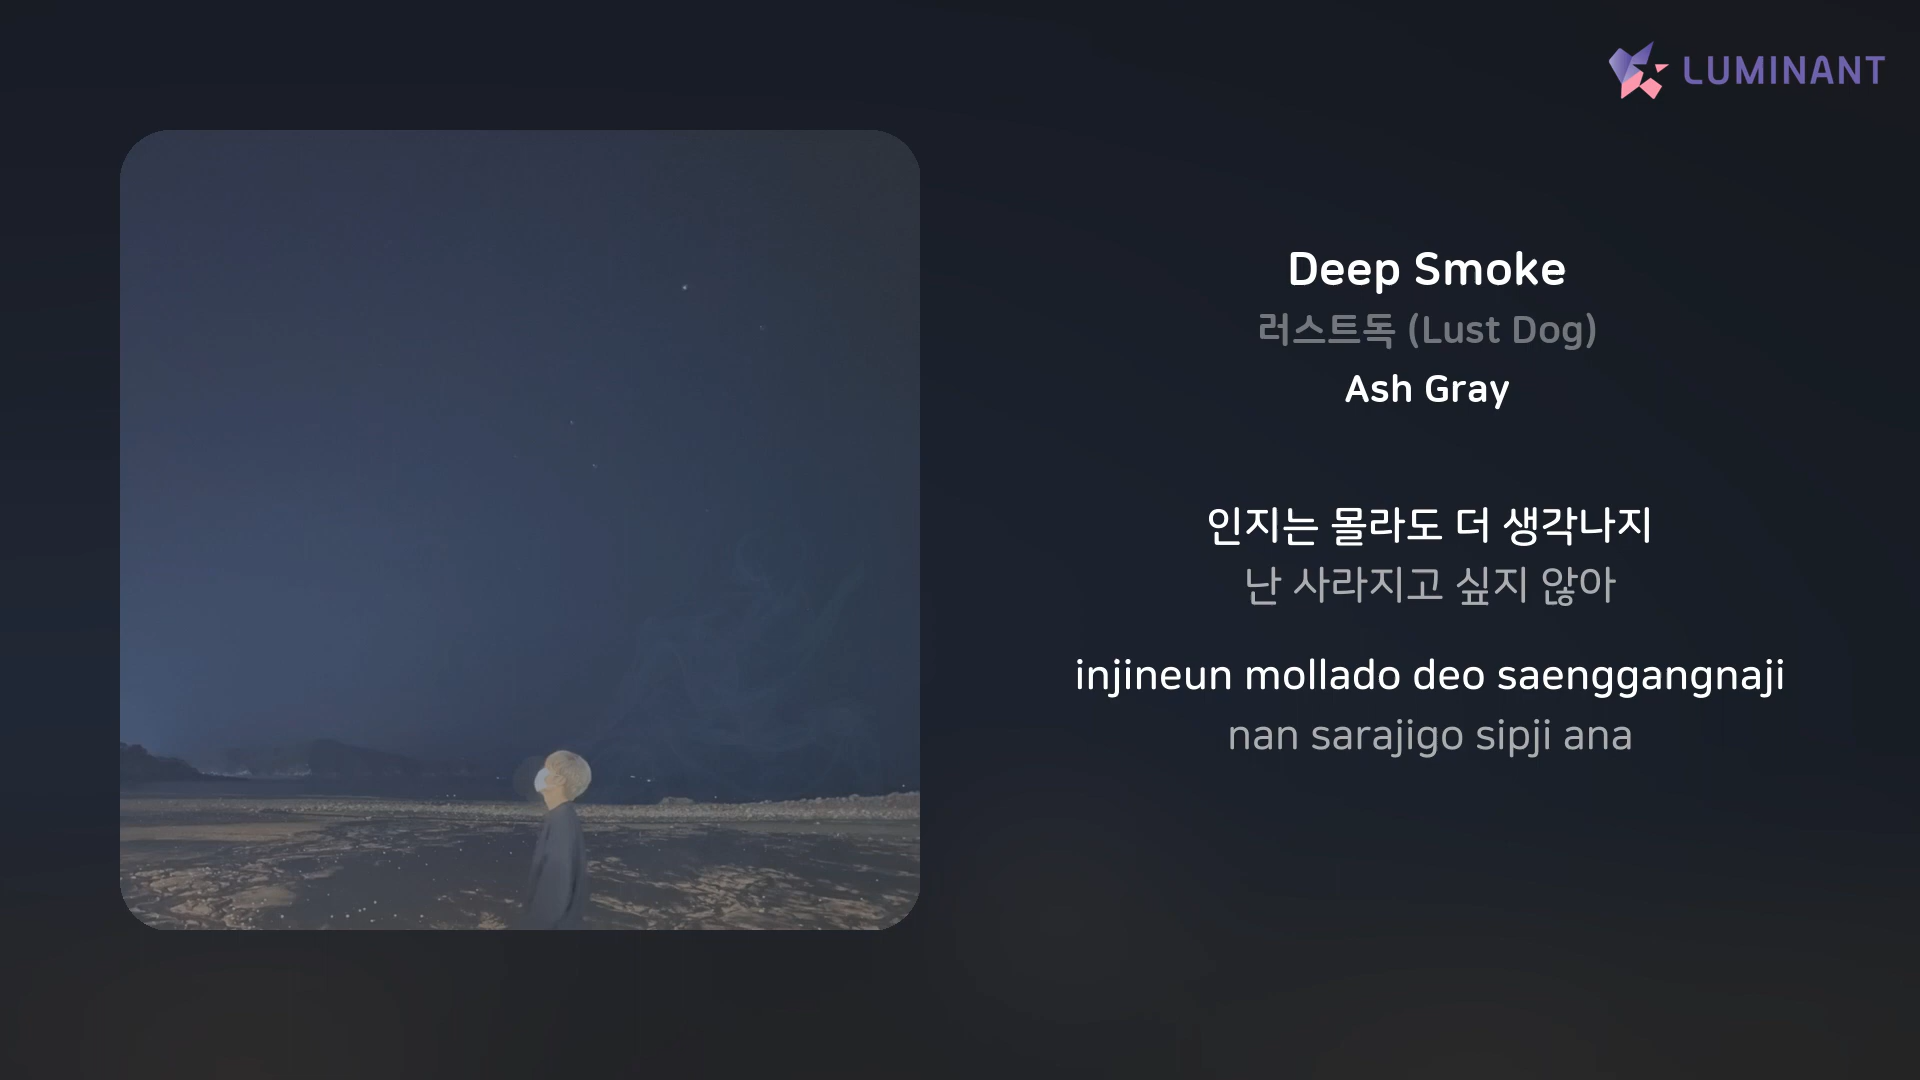 LUMINANT
Deep Smoke
러스트독 (Lust Dog)
Ash Gray
인지는 몰라도 더 생각나지
난 사라지고 싶지 않아
injineun mollado deo saenggangnaji
nan sarajigo sipji ana